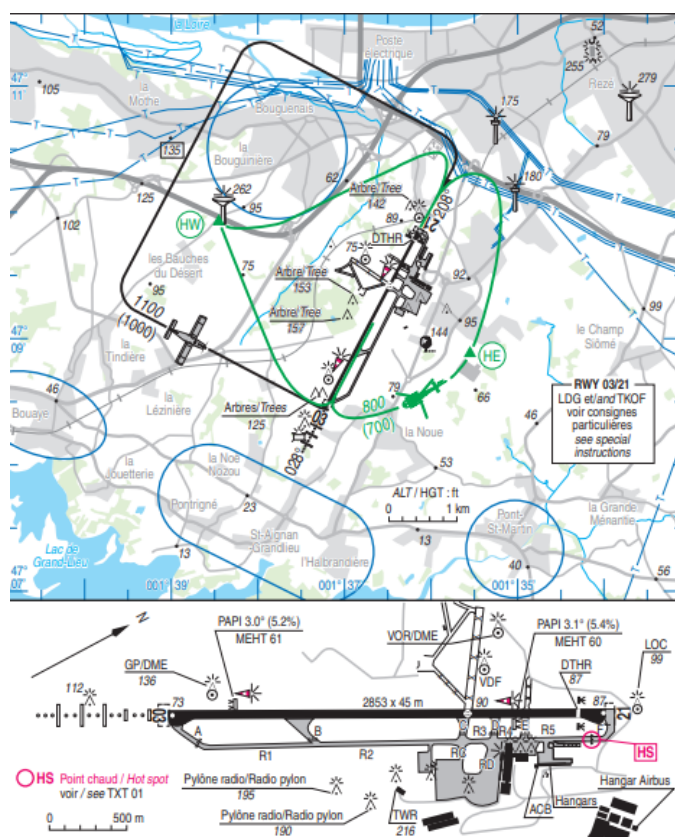 la Loire
52
47°
11'
Poste
électrique
255
Rezé
279
105
la
Mothe
Bouguenais
175
135
la
Bouguinière
79
125
62
Arbre/Tree
142
180
262
95
HW
89
208°
102
DTHR
les Bauches
du Désert
75
75
92
95
Arbre/Tree
153
1100
(1000)
Arbre/Tree
157
95
99
47°
09'
144
le Champ
Siômé
la
Tindière
HE
46
Bouaye
79
800
(700)
66
RWY 03/21
LDG et/and TKOF
voir consignes
particulières
see special
instructions
la
Lézinière
Arbres/Trees
125
la Noue
46
028°
la
Jouetterie
la Noë
Nozou
53
ALT / HGT : ft
0 1 km
Pontrigné
23
la Grande
Ménantie
St-Aignan
Grandlieu
Pont-
St-Martin
13
13
Lac de
Grand-Lieu
l'Halbrandière
47°
07'
40
56
001° 39'
001° 37'
001° 35'
N
PAPI 3.0° (5.2%)
MEHT 61
VOR/DME
PAPI 3.1° (5.4%)
MEHT 60
LOC
99
GP/DME
136
VDF
DTHR
87
112
73
2853 x 45 m
90
87
03
21
A
B
C
D
E
F
R1
R2
R3
R4
R5
RC
RD
HS
HS Point chaud / Hot spot
voir / see TXT 01
Pylône radio/Radio pylon
195
Hangar Airbus
Hangars
ACB
0 500 m
Pylône radio/Radio pylon
190
TWR
216